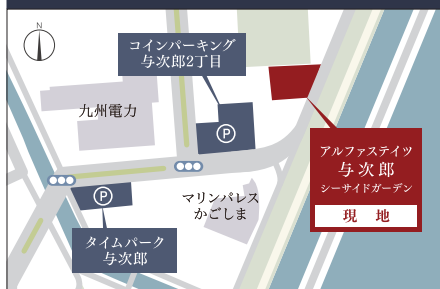 N
コインパーキング
与次郎2丁目
九州電力
P
アルファステイツ
与次郎
シーサイドガーデン
現 地
P
マリンパレス
かごしま
タイムパーク
与次郎